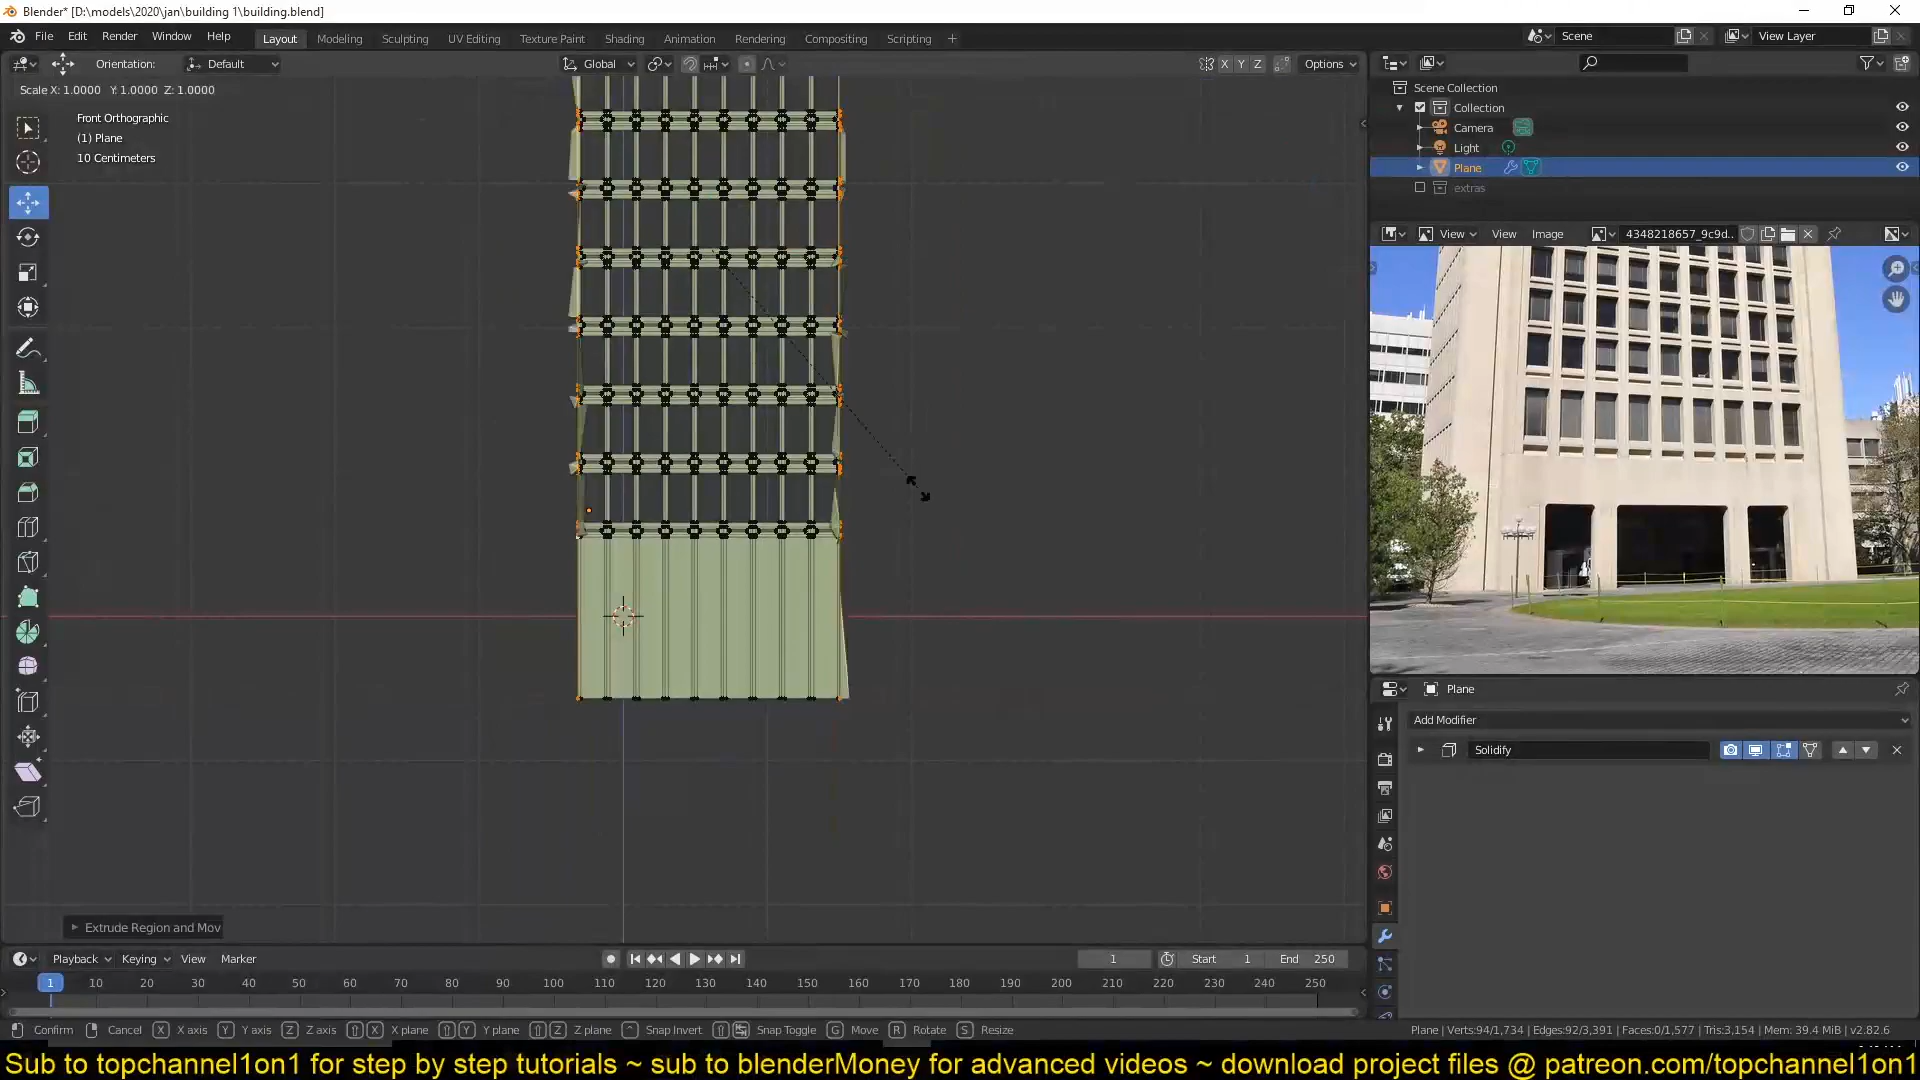 Blender* [D:\models\2020\jan\building 1\building.blend]
File Edit Render Window Help
Layout Modeling Sculpting UV Editing Texture Paint Shading Animation Rendering Compositing Scripting +
Scene View Layer
Orientation: Default Global X Y Z Options
Scale X: 1.0000 Y: 1.0000 Z: 1.0000
Front Orthographic
(1) Plane
10 Centimeters
Scene Collection
Collection
Camera
Light
Plane
extras
View View Image 4348218657_9c9d..
Plane
Add Modifier
Solidify
Extrude Region and Mov
Playback Keying View Marker 1 Start 1 End 250
1 10 20 30 40 50 60 70 80 90 100 110 120 130 140 150 160 170 180 190 200 210 220 230 240 250
Confirm Cancel X X axis Y Y axis Z Z axis X X plane Y Y plane Z Z plane Snap Invert Snap Toggle G Move R Rotate S Resize Plane | Verts:94/1,734 | Edges:92/3,391 | Faces:0/1,577 | Tris:3,154 | Mem: 39.4 MiB | v2.82.6
Sub to topchannel1on1 for step by step tutorials ~ sub to blenderMoney for advanced videos ~ download project files @ patreon.com/topchannel1on1